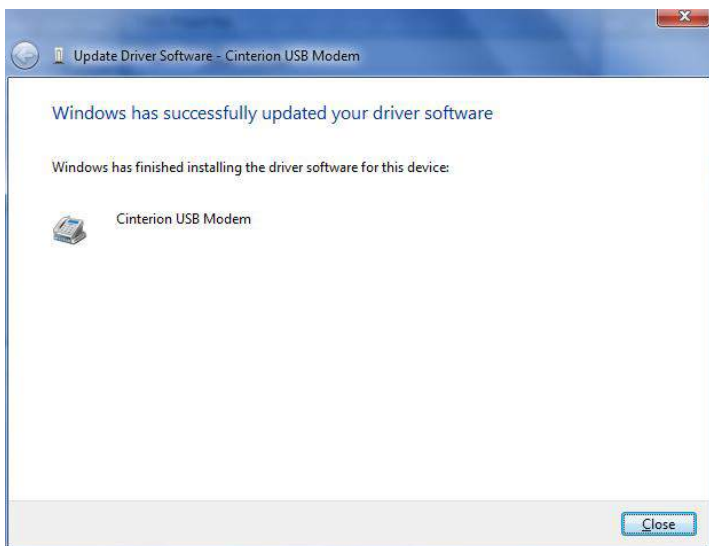 Update Driver Software - Cinterion USB Modem
Windows has successfully updated your driver software
Windows has finished installing the driver software for this device:
Cinterion USB Modem
Close